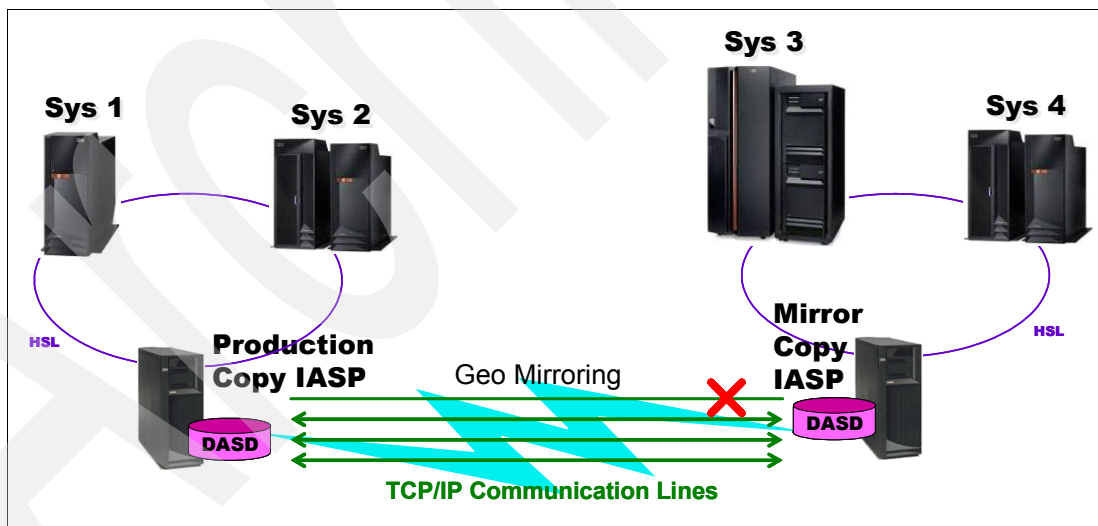 Sys 3
Sys 1
Sys 2
Sys 4
HSL
HSL
Production
Copy IASP
Mirror
Copy
IASP
Geo Mirroring
DASD
DASD
TCP/IP Communication Lines